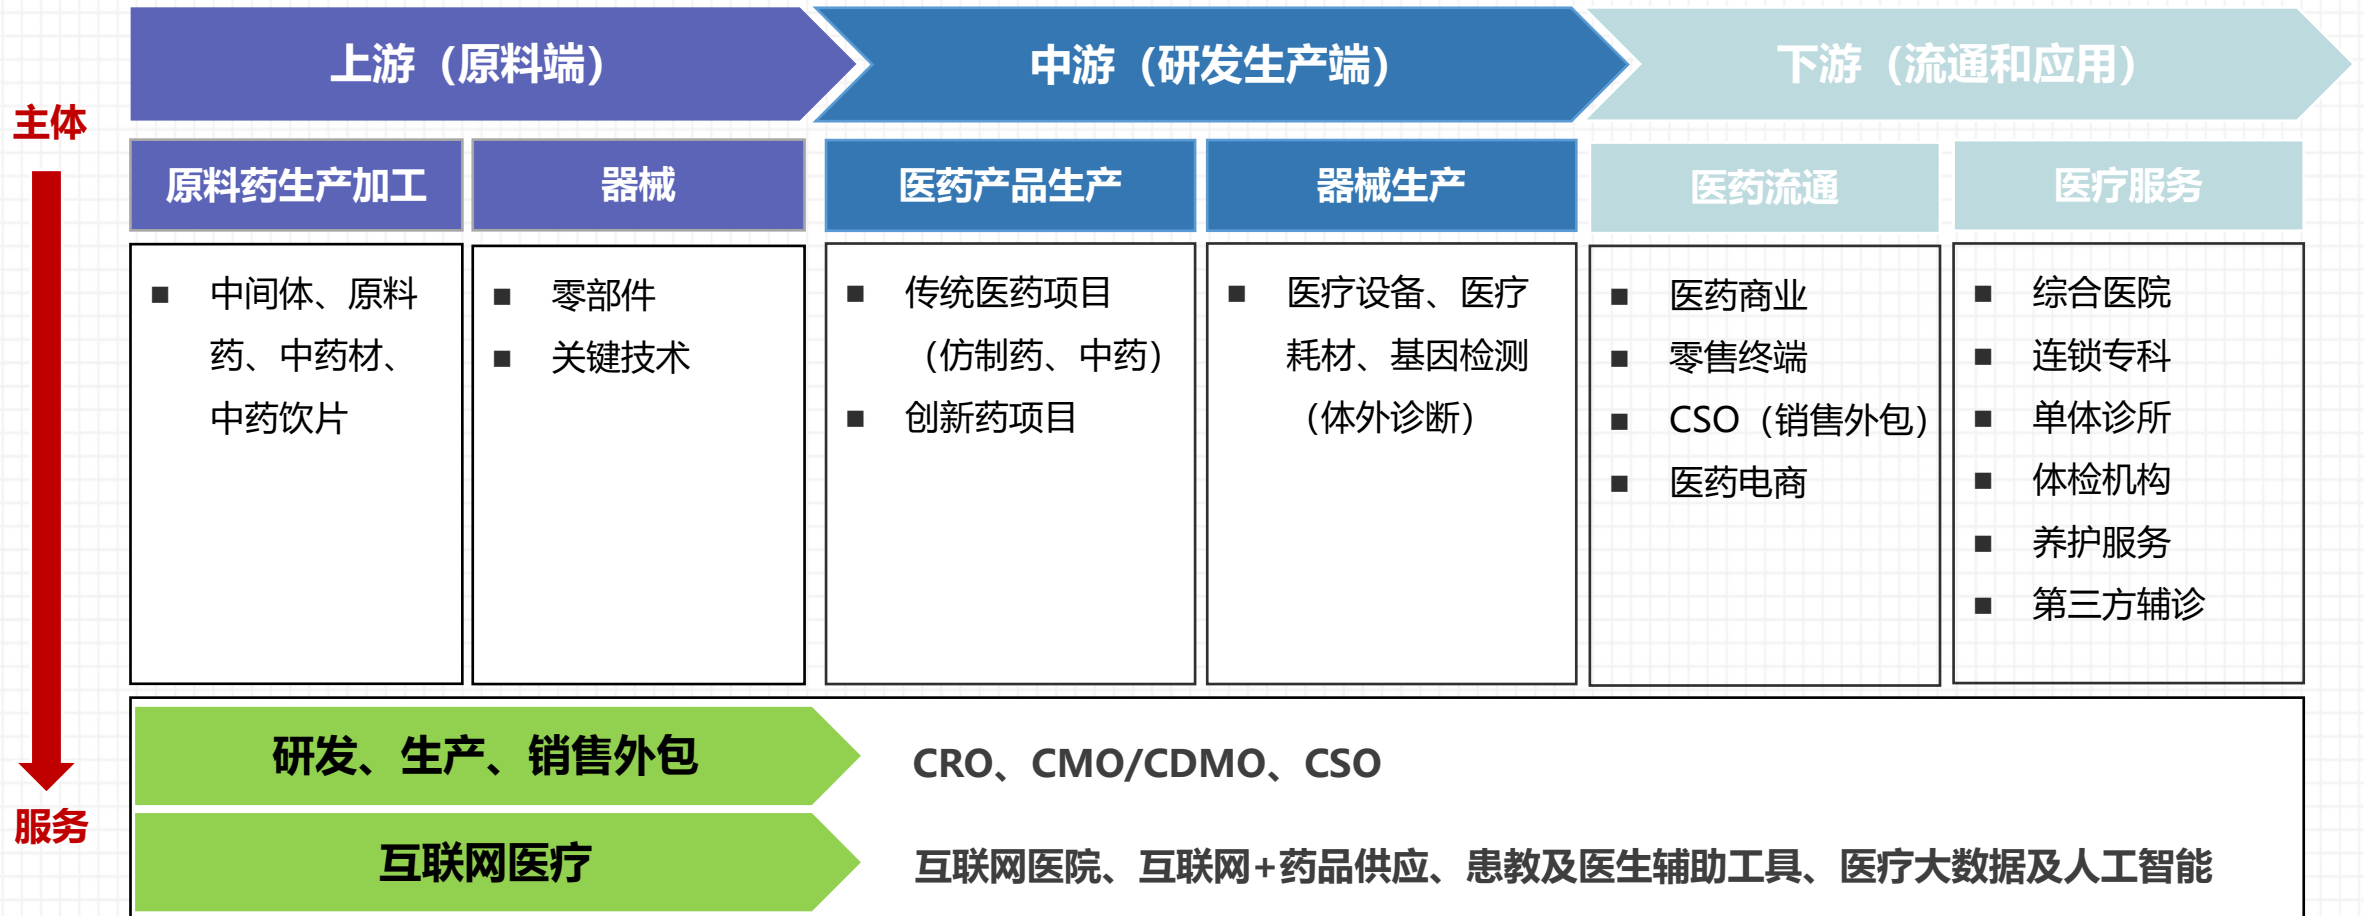 上游（原料端）
中游（研发生产端）
下游（流通和应用）
主体
原料药生产加工
器械
医药产品生产
器械生产
医药流通
医疗服务
■ 中间体、原料
药、中药材、
中药饮片
■ 零部件
■ 关键技术
■ 传统医药项目
（仿制药、中药）
■ 创新药项目
■ 医疗设备、医疗
耗材、基因检测
（体外诊断）
■ 医药商业
■ 零售终端
■ CSO（销售外包）
■ 医药电商
■ 综合医院
■ 连锁专科
■ 单体诊所
■ 体检机构
■ 养护服务
■ 第三方辅诊
服务
研发、生产、销售外包
CRO、CMO/CDMO、CSO
互联网医疗
互联网医院、互联网+药品供应、患教及医生辅助工具、医疗大数据及人工智能